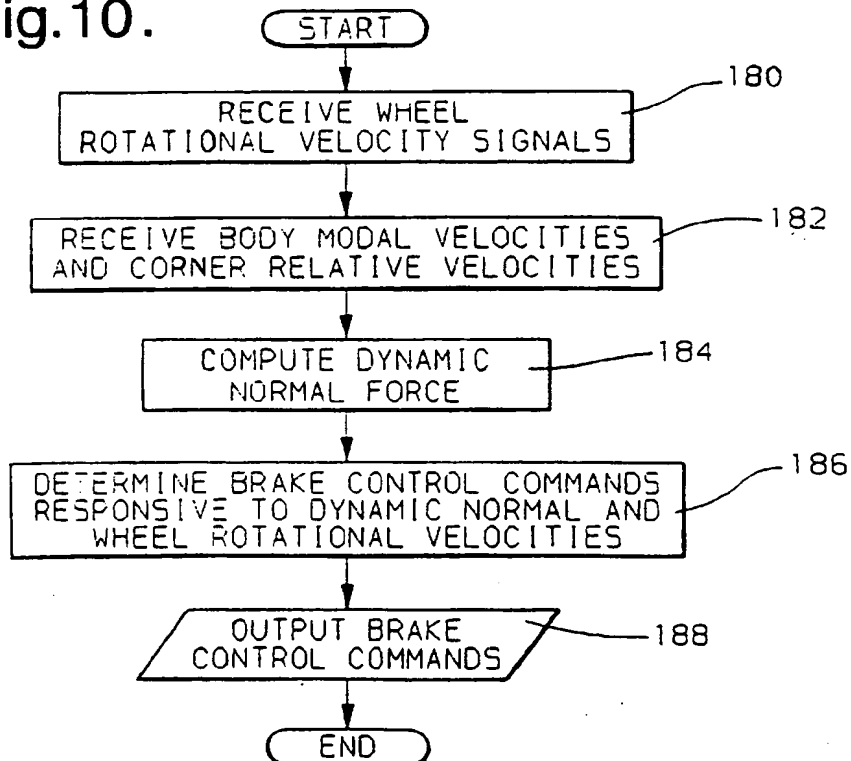 ig.10.
START
180
RECEIVE WHEEL
ROTATIONAL VELOCITY SIGNALS
182
RECEIVE BODY MODAL VELOCITIES
AND CORNER RELATIVE VELOCITIES
184
COMPUTE DYNAMIC
NORMAL FORCE
186
DETERMINE BRAKE CONTROL COMMANDS
RESPONSIVE TO DYNAMIC NORMAL AND
WHEEL ROTATIONAL VELOCITIES
188
OUTPUT BRAKE
CONTROL COMMANDS
END